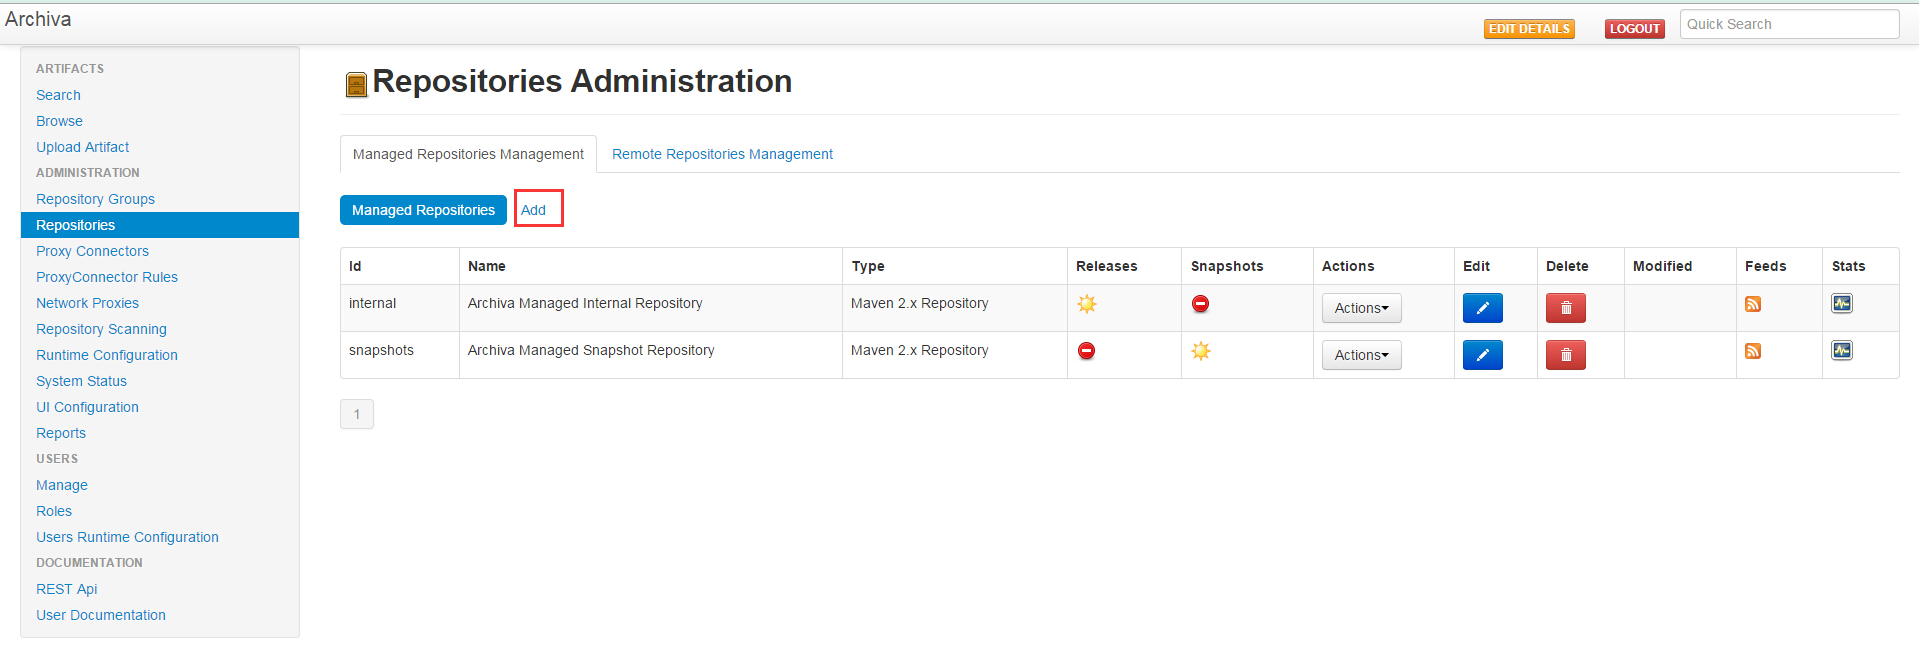 Archiva
EDIT DETAILS LOGOUT Quick Search
ARTIFACTS
Search
Browse
Upload Artifact
ADMINISTRATION
Repository Groups
Repositories
Proxy Connectors
ProxyConnector Rules
Network Proxies
Repository Scanning
Runtime Configuration
System Status
UI Configuration
Reports
USERS
Manage
Roles
Users Runtime Configuration
DOCUMENTATION
REST Api
User Documentation
Repositories Administration
Managed Repositories Management Remote Repositories Management
Managed Repositories Add
Id Name Type Releases Snapshots Actions Edit Delete Modified Feeds Stats
internal Archiva Managed Internal Repository Maven 2.x Repository Actions
snapshots Archiva Managed Snapshot Repository Maven 2.x Repository Actions
1